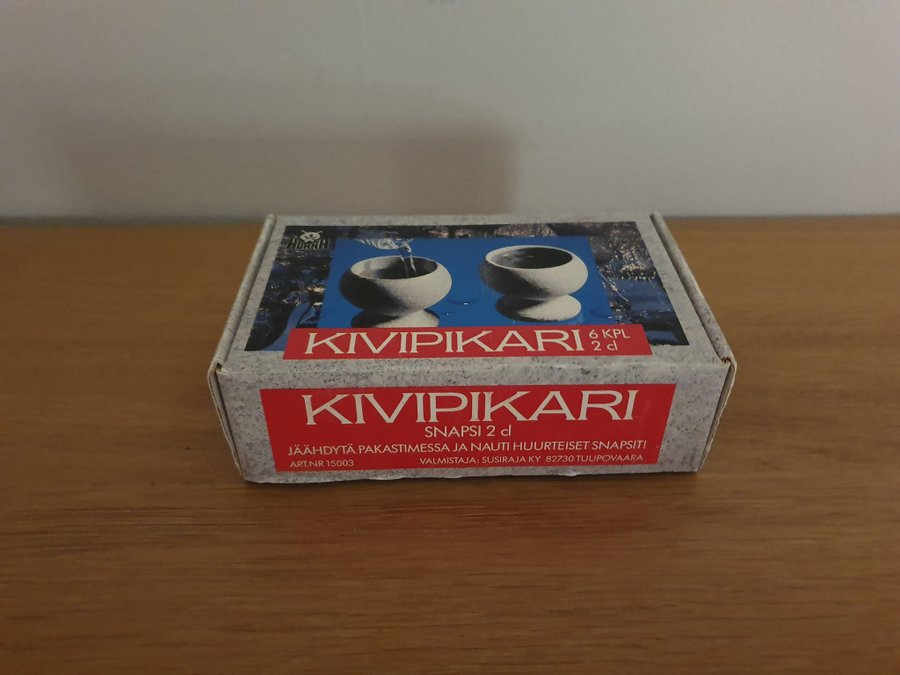 HUKKA
KIVIPIKARI 6 KPL
2 cl
KIVIPIKARI
SNAPSI 2 cl
JÄÄHDYTÄ PAKASTIMESSA JA NAUTI HUURTEISET SNAPSIT!
ART.NR 15003 VALMISTAJA: SUSIRAJA KY 82730 TUUPOVAARA